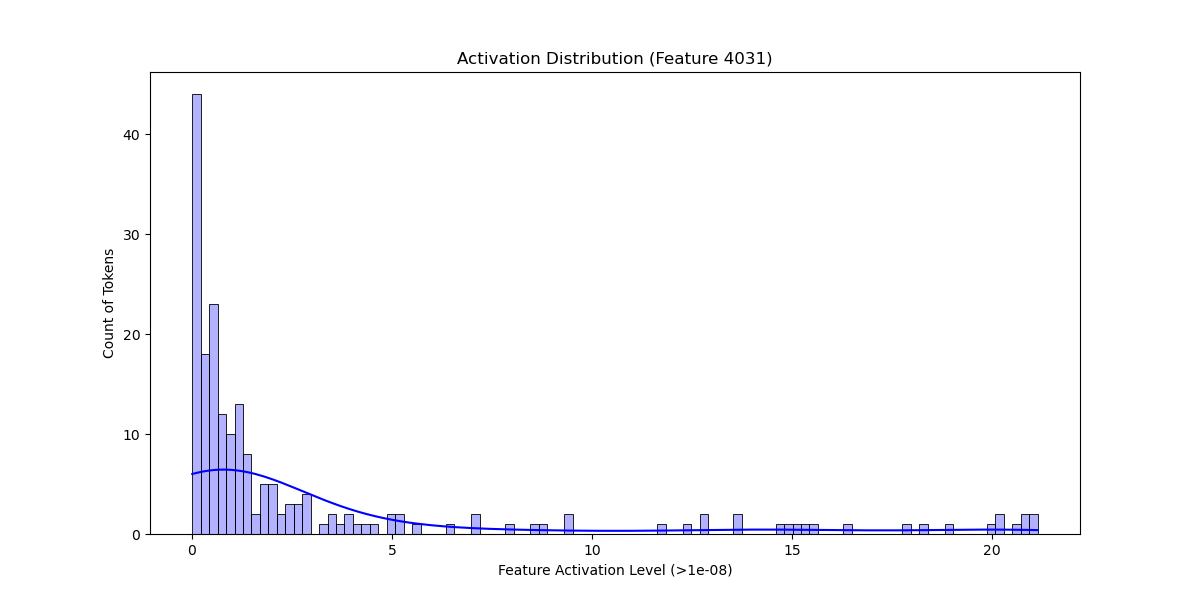 Activation Distribution (Feature 4031)
Count of Tokens
40
30
20
10
0
0 5 10 15 20
Feature Activation Level (>1e-08)